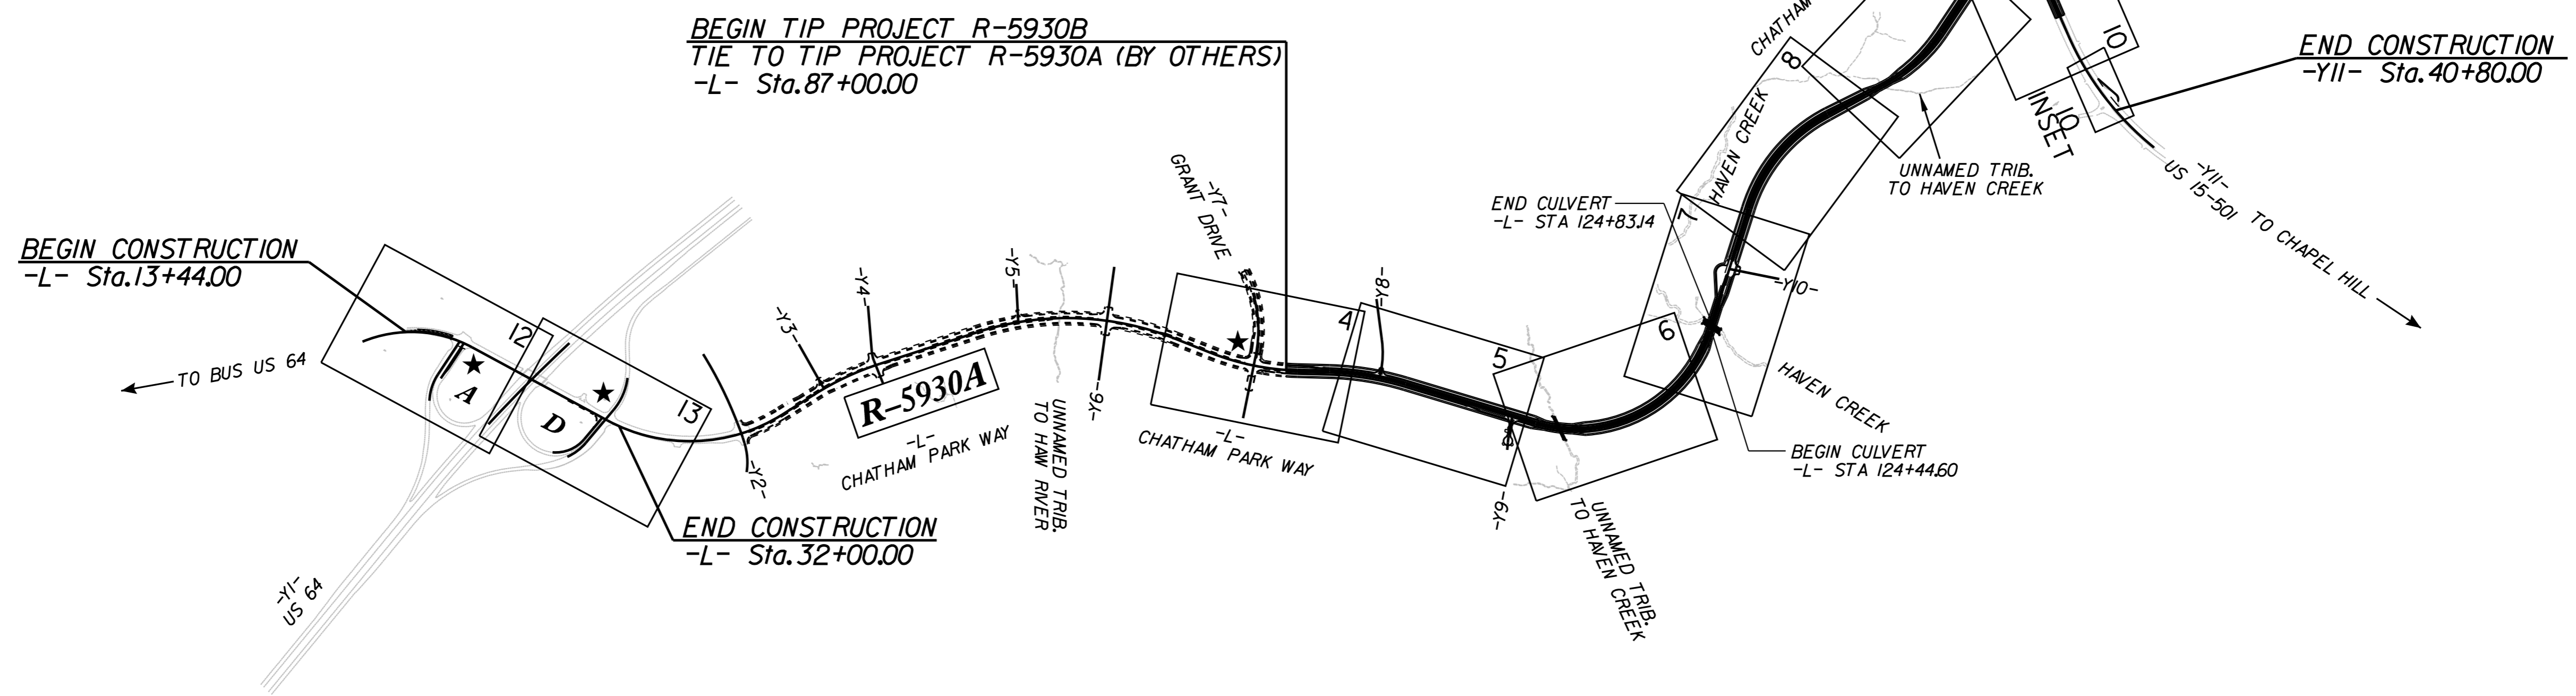 BEGIN TIP PROJECT R-5930B
TIE TO TIP PROJECT R-5930A (BY OTHERS)
-L- Sta. 87+00.00
CHATHAM
8
10
END CONSTRUCTION
-Y11- Sta. 40+80.00
10
INSET
HAVEN CREEK
UNNAMED TRIB.
TO HAVEN CREEK
-Y11-
US 15-501 TO CHAPEL HILL
END CULVERT
-L- STA 124+83.14
7
-Y7-
GRANT DRIVE
BEGIN CONSTRUCTION
-L- Sta. 13+44.00
TO BUS US 64
12
A
D
13
-Y3-
-Y4-
-Y5-
R-5930A
-L-
CHATHAM PARK WAY
-Y2-
UNNAMED TRIB.
TO HAW RIVER
-Y6-
4
-Y8-
-L-
CHATHAM PARK WAY
5
6
-Y10-
HAVEN CREEK
BEGIN CULVERT
-L- STA 124+44.60
-Y9-
UNNAMED TRIB.
TO HAVEN CREEK
END CONSTRUCTION
-L- Sta. 32+00.00
-Y1-
US 64